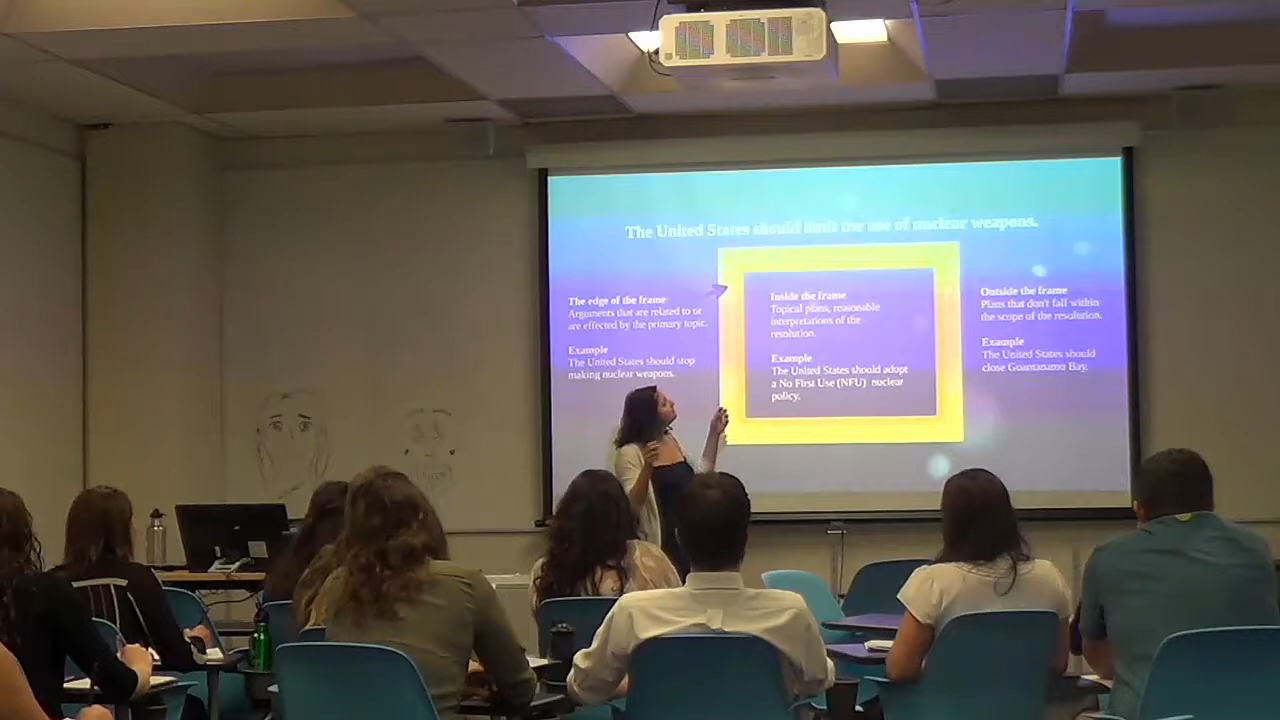 The United States should limit the use of nuclear weapons.
The edge of the frame
Arguments that are related to or
are effected by the primary topic.
Example
The United States should stop
making nuclear weapons.
Inside the frame
Topical plans, reasonable
interpretations of the
resolution.
Example
The United States should adopt
a No First Use (NFU) nuclear
policy.
Outside the frame
Plans that don't fall within
the scope of the resolution.
Example
The United States should
close Guantanamo Bay.